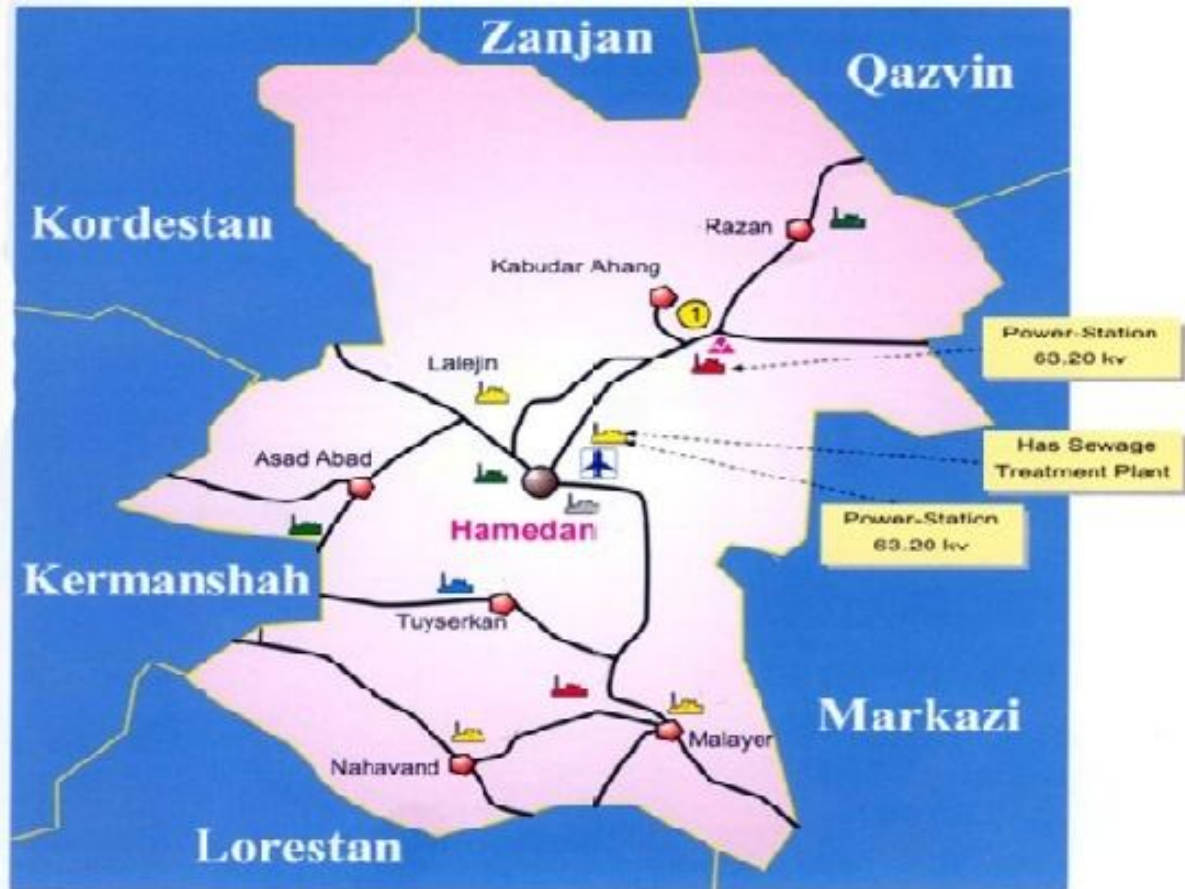 Zanjan
Qazvin
Kordestan
Razan
Kabudar Ahang
1
Power-Station
63.20 kv
Lalejin
Has Sewage
Treatment Plant
Asad Abad
Power-Station
63.20 kv
Hamedan
Kermanshah
Tuyserkan
Markazi
Malayer
Nahavand
Lorestan